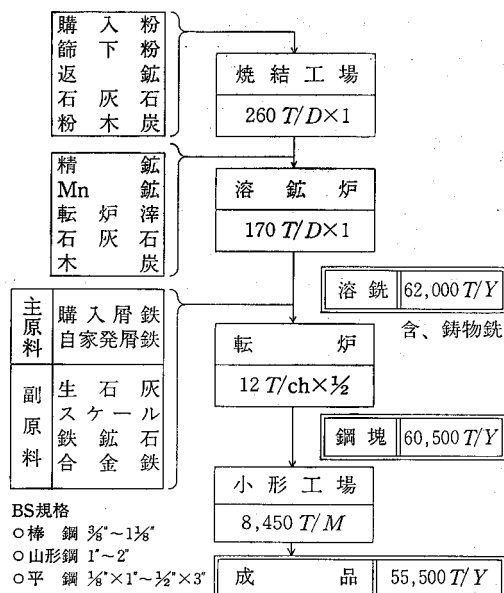 購入粉
篩下粉
返鉱
石灰石
粉木炭
焼結工場
260 T/D×1
精鉱
Mn鉱
転炉滓
石灰石
木炭
溶鉱炉
170 T/D×1
溶銑 62,000 T/Y
含、鋳物銑
主原料
購入屑鉄
自家発屑鉄
副原料
生石灰
スケール
鉄鉱石
合金鉄
転炉
12 T/ch×½
鋼塊 60,500 T/Y
小形工場
8,450 T/M
BS規格
○棒鋼 ⅜"~1⅛"
○山形鋼 1"~2"
○平鋼 ⅛"×1"~½"×3"
成品 55,500 T/Y